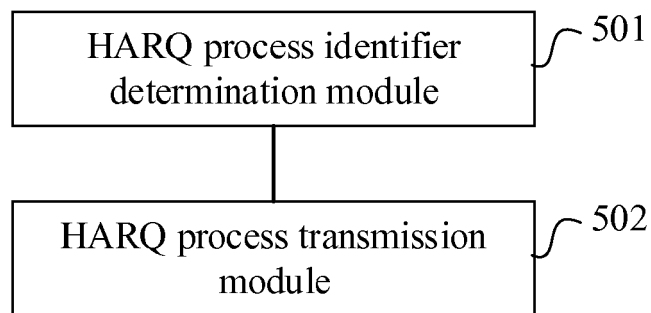 HARQ process identifier
determination module
501
HARQ process transmission
module
502